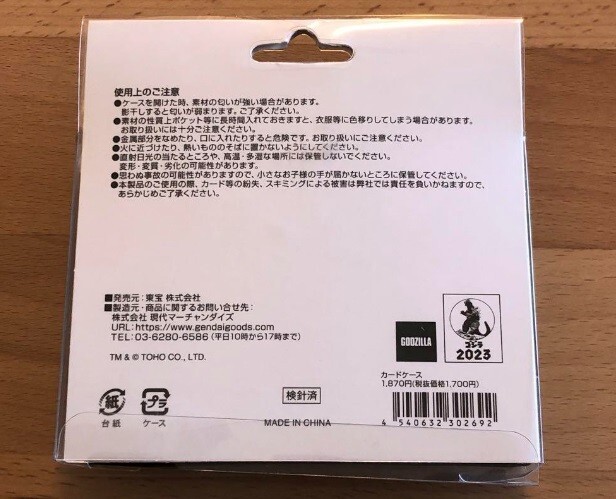 使用上のご注意
●ケースを開けた時、素材の匂いが強い場合があります。
影干しすると匂いが弱まります。ご了承ください。
●素材の性質上ポケット等に長時間入れておきますと、衣服等に色移りしてしまう場合があります。
お取り扱いには十分ご注意ください。
●金属部分をなめたり、口に入れたりすると危険です。お取り扱いにご注意ください。
●火に近づけたり、熱いもののそばに置かないようにしてください。
●直射日光の当たるところや、高温・多湿な場所には保管しないでください。
変形・変質・劣化の可能性があります。
●思わぬ事故の可能性がありますので、小さなお子様の手が届かないところに保管してください。
●本製品のご使用の際、カード等の紛失、スキミングによる被害は弊社では責任を負いかねますので、
あらかじめご了承ください。
■発売元：東宝 株式会社
■製造元・商品に関するお問い合せ先：
株式会社 現代マーチャンダイズ
URL：https://www.gendaigoods.com
TEL：03-6280-6586（平日10時から17時まで）
TM & © TOHO CO., LTD.
GODZILLA
ゴジラ
2023
カードケース
1,870円(税抜価格1,700円)
紙
台紙
プラ
ケース
検針済
MADE IN CHINA
4 540632 302692